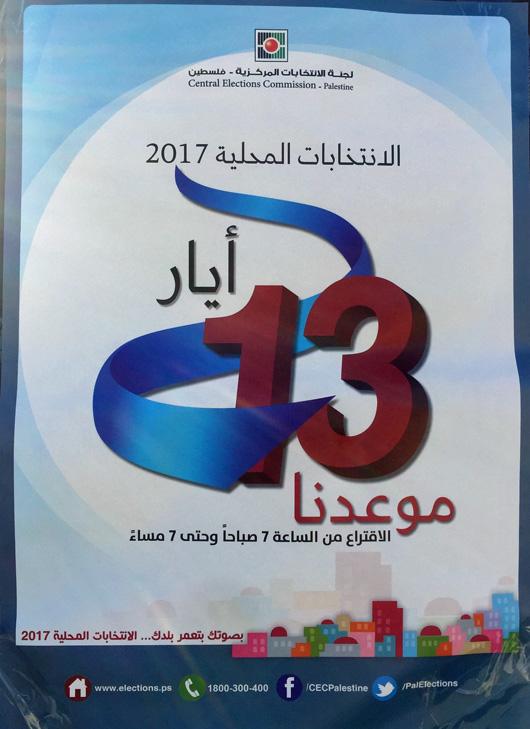 لجنة الانتخابات المركزية - فلسطين
Central Elections Commission - Palestine
الانتخابات المحلية 2017
أيار
13
موعدنا
الاقتراع من الساعة 7 صباحاً وحتى 7 مساءً
بصوتك بتعمر بلدك... الانتخابات المحلية 2017
www.elections.ps 1800-300-400 /CECPalestine /PalElections